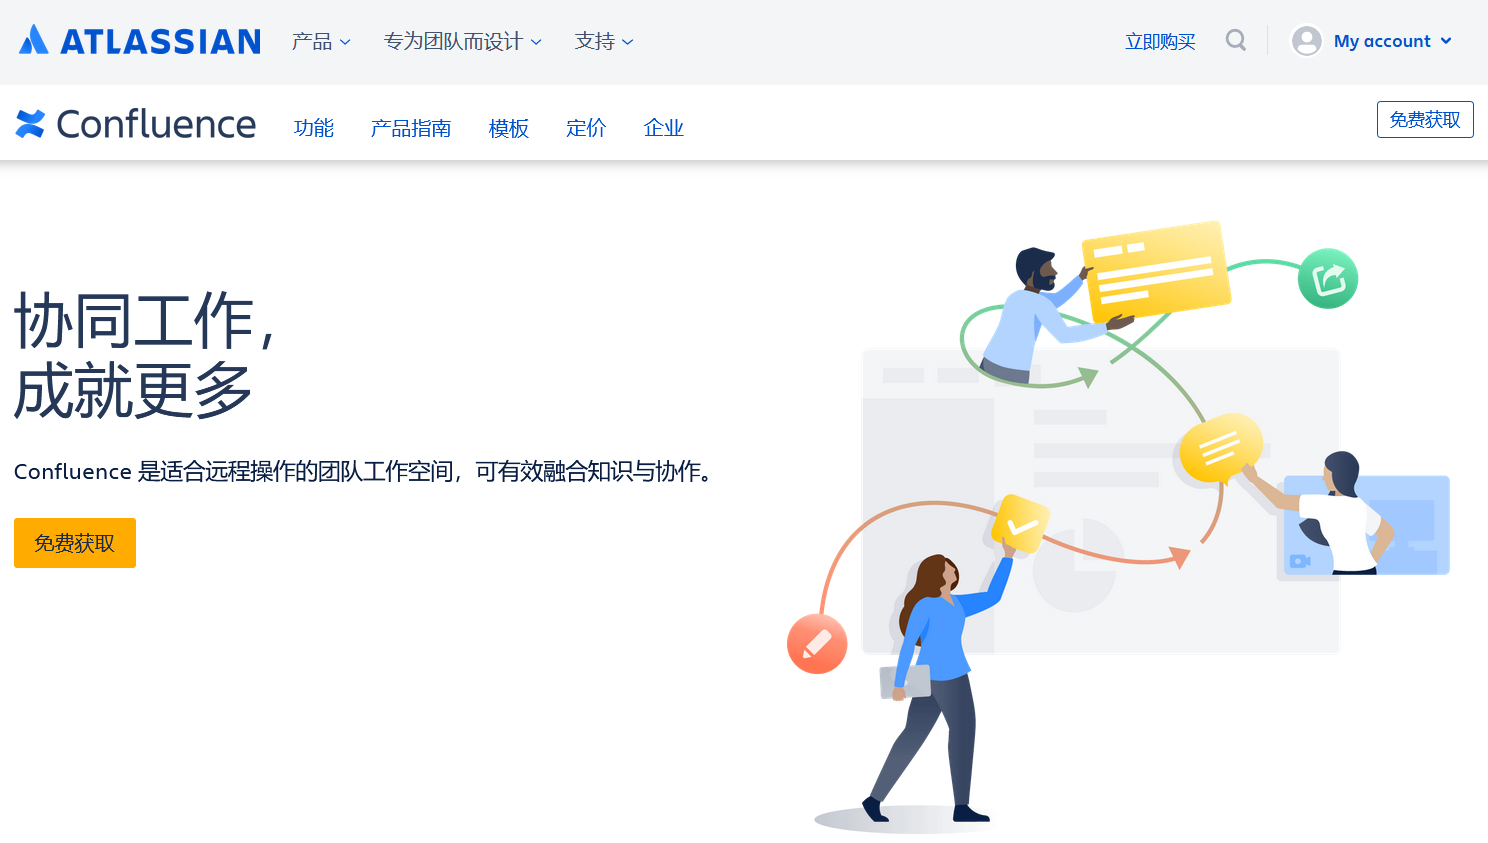 ATLASSIAN 产品 专为团队而设计 支持 立即购买 My account
Confluence 功能 产品指南 模板 定价 企业 免费获取
协同工作，
成就更多
Confluence 是适合远程操作的团队工作空间，可有效融合知识与协作。
免费获取